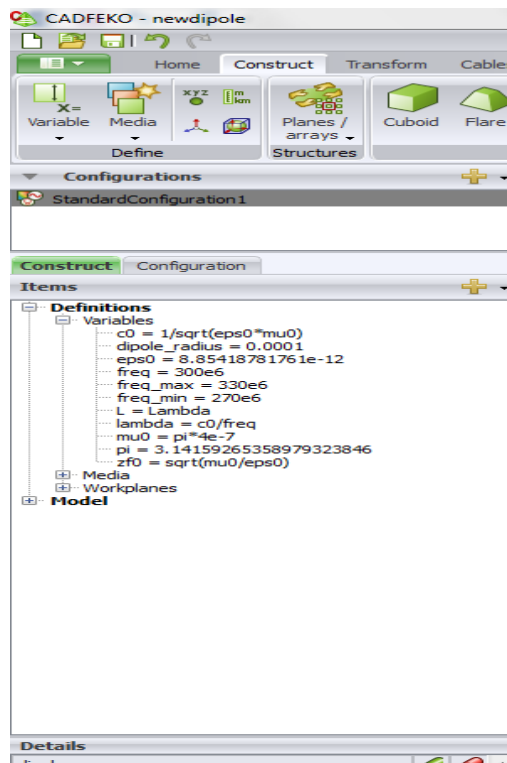 CADFEKO - newdipole
Home Construct Transform Cable
x=
xyz
m
km
Variable Media Planes / arrays Cuboid Flare
Define Structures
Configurations
StandardConfiguration1
Construct Configuration
Items
Definitions
Variables
c0 = 1/sqrt(eps0*mu0)
dipole_radius = 0.0001
eps0 = 8.85418781761e-12
freq = 300e6
freq_max = 330e6
freq_min = 270e6
L = Lambda
lambda = c0/freq
mu0 = pi*4e-7
pi = 3.14159265358979323846
zf0 = sqrt(mu0/eps0)
Media
Workplanes
Model
Details